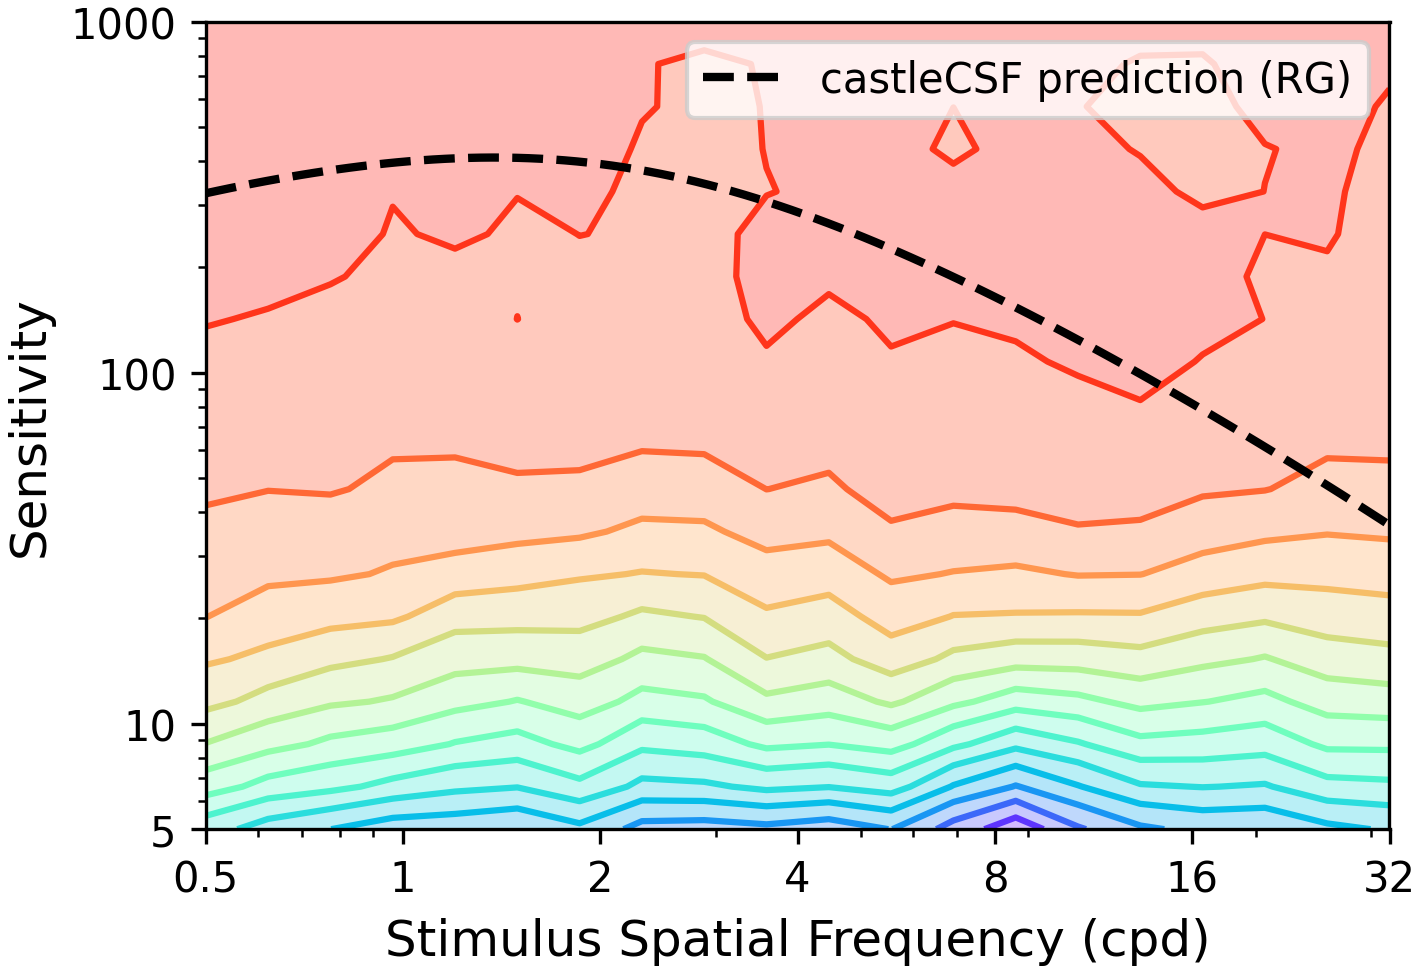 1000
100
10
5
Sensitivity
castleCSF prediction (RG)
0.5 1 2 4 8 16 32
Stimulus Spatial Frequency (cpd)